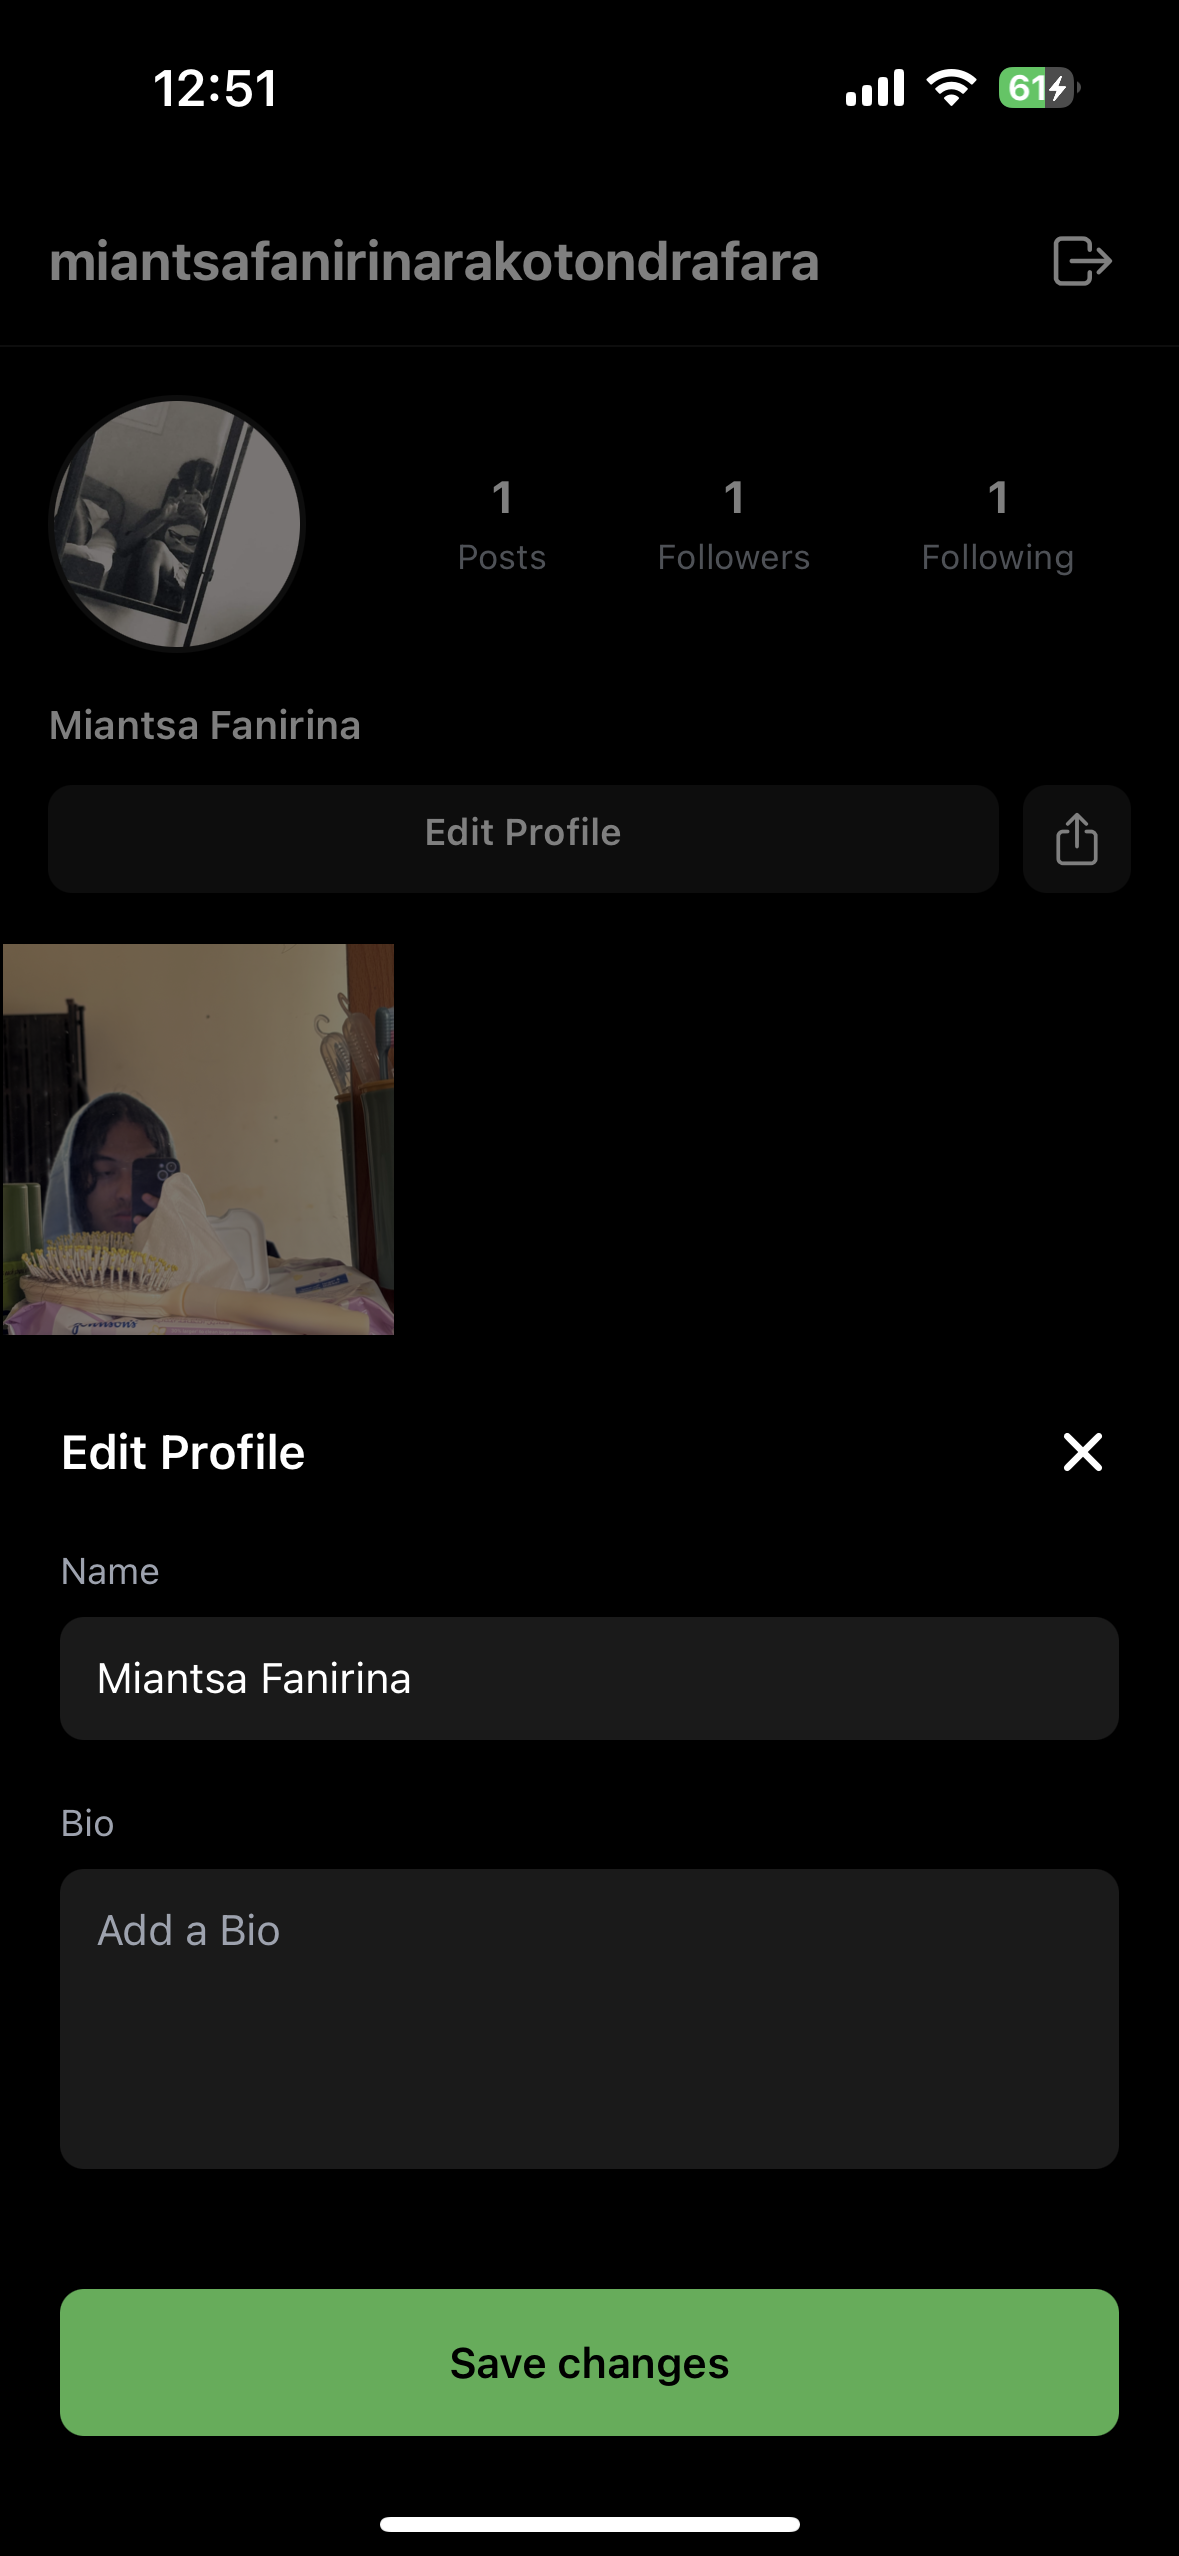 12:51
61
miantsafanirinarakotondrafara
1 1 1
Posts Followers Following
Miantsa Fanirina
Edit Profile
Johnson's
Edit Profile
Name
Miantsa Fanirina
Bio
Add a Bio
Save changes